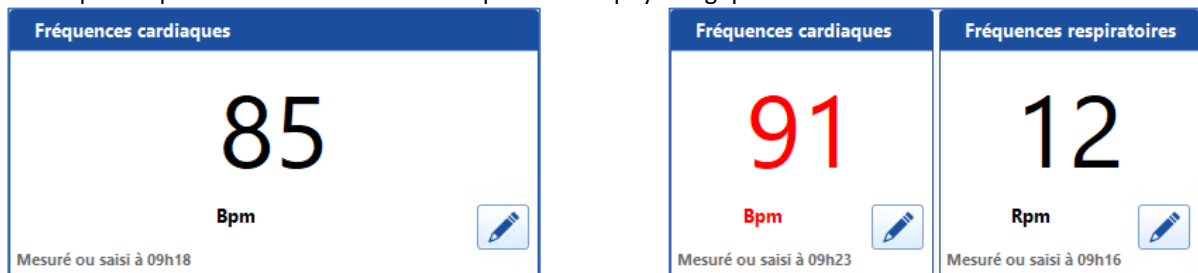 Fréquences cardiaques
85
Bpm
Mesuré ou saisi à 09h18
Fréquences cardiaques
91
Bpm
Mesuré ou saisi à 09h23
Fréquences respiratoires
12
Rpm
Mesuré ou saisi à 09h16